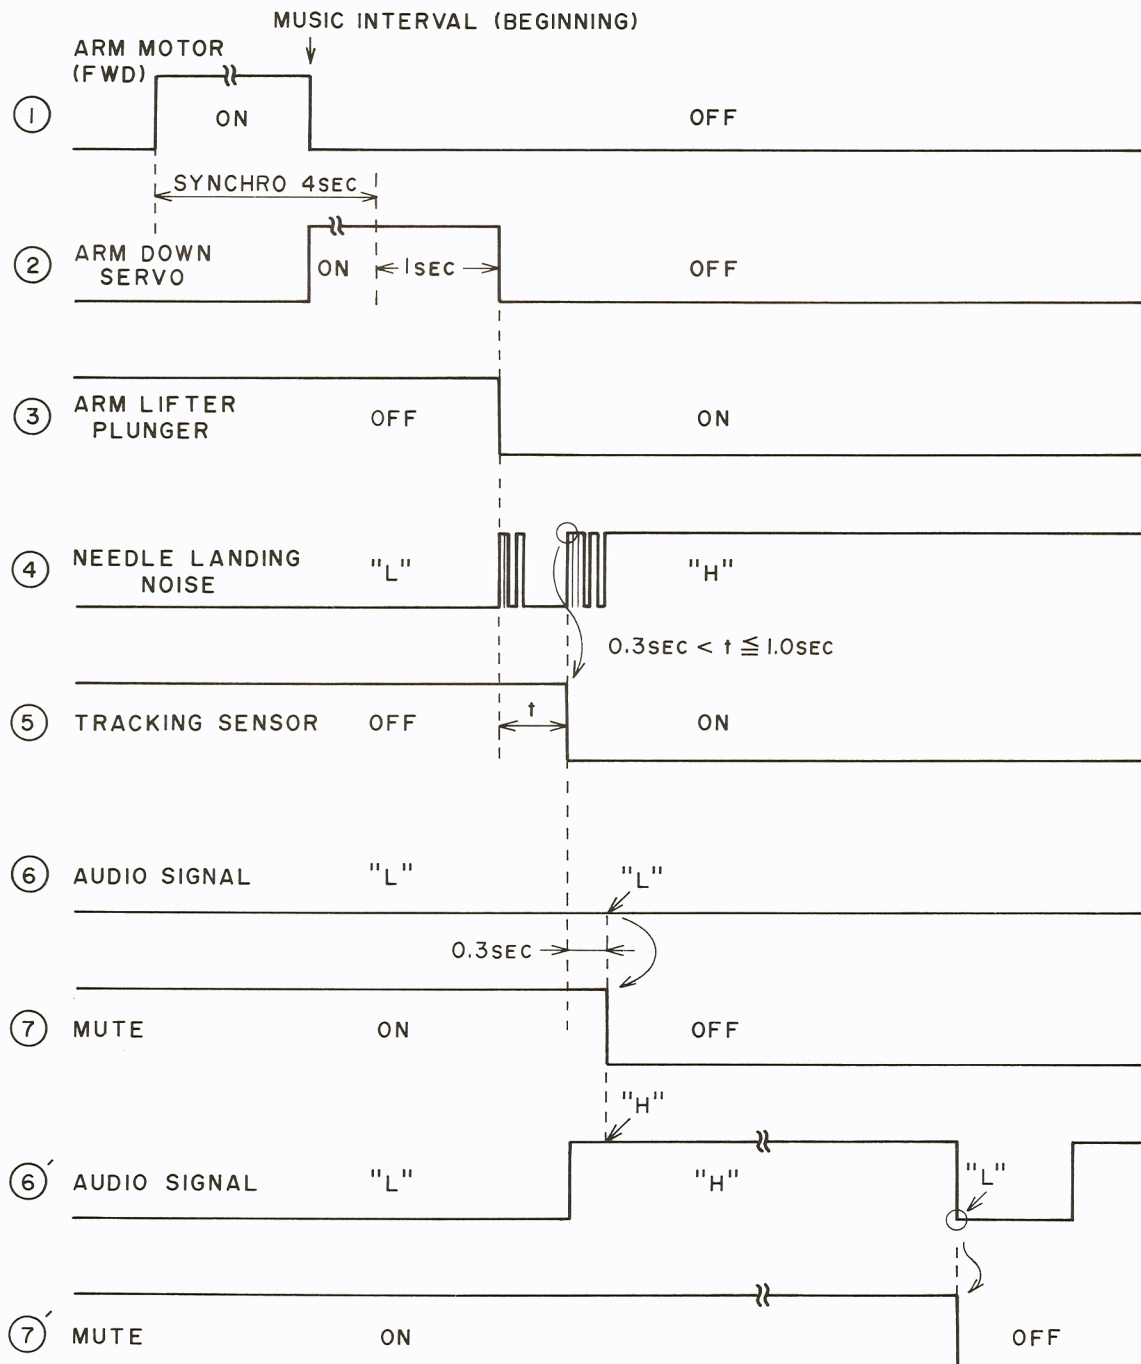 MUSIC INTERVAL (BEGINNING)
ARM MOTOR
(FWD)
1
ON
OFF
SYNCHRO 4SEC
2
ARM DOWN
SERVO
ON
1SEC
OFF
3
ARM LIFTER
PLUNGER
OFF
ON
4
NEEDLE LANDING
NOISE
"L"
"H"
0.3SEC < t ≦ 1.0SEC
5
TRACKING SENSOR
OFF
t
ON
6
AUDIO SIGNAL
"L"
"L"
0.3SEC
7
MUTE
ON
OFF
"H"
6′
AUDIO SIGNAL
"L"
"H"
"L"
7′
MUTE
ON
OFF